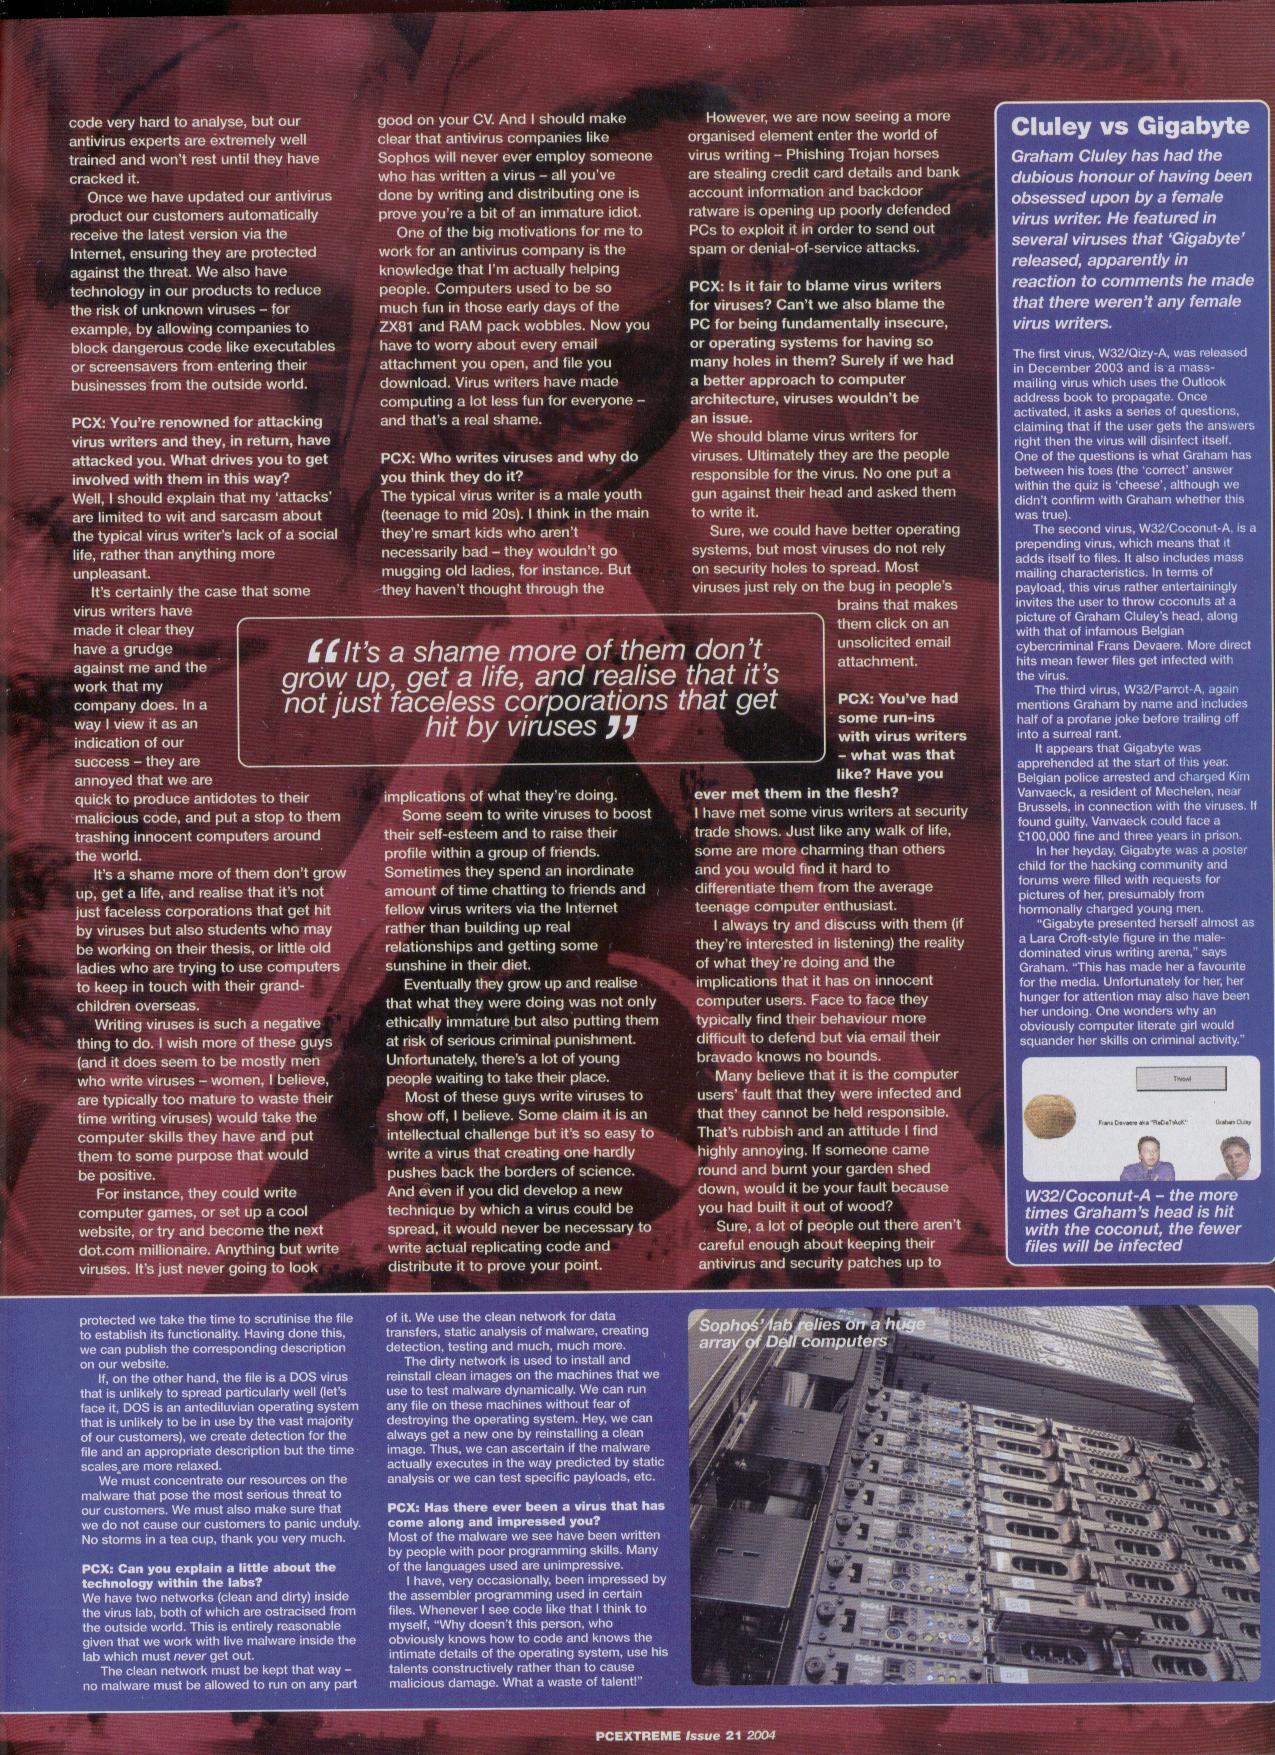 code very hard to analyse, but our
antivirus experts are extremely well
trained and won't rest until they have
cracked it.
Once we have updated our antivirus
product our customers automatically
receive the latest version via the
Internet, ensuring they are protected
against the threat. We also have
technology in our products to reduce
the risk of unknown viruses – for
example, by allowing companies to
block dangerous code like executables
or screensavers from entering their
businesses from the outside world.
PCX: You're renowned for attacking
virus writers and they, in return, have
attacked you. What drives you to get
involved with them in this way?
Well, I should explain that my 'attacks'
are limited to wit and sarcasm about
the typical virus writer's lack of a social
life, rather than anything more
unpleasant.
It's certainly the case that some
virus writers have
made it clear they
have a grudge
against me and the
work that my
company does. In a
way I view it as an
indication of our
success – they are
annoyed that we are
quick to produce antidotes to their
malicious code, and put a stop to them
trashing innocent computers around
the world.
It's a shame more of them don't grow
up, get a life, and realise that it's not
just faceless corporations that get hit
by viruses but also students who may
be working on their thesis, or little old
ladies who are trying to use computers
to keep in touch with their grand-
children overseas.
Writing viruses is such a negative
thing to do. I wish more of these guys
(and it does seem to be mostly men
who write viruses – women, I believe,
are typically too mature to waste their
time writing viruses) would take the
computer skills they have and put
them to some purpose that would
be positive.
For instance, they could write
computer games, or set up a cool
website, or try and become the next
dot.com millionaire. Anything but write
viruses. It's just never going to look
good on your CV. And I should make
clear that antivirus companies like
Sophos will never ever employ someone
who has written a virus – all you've
done by writing and distributing one is
prove you're a bit of an immature idiot.
One of the big motivations for me to
work for an antivirus company is the
knowledge that I'm actually helping
people. Computers used to be so
much fun in those early days of the
ZX81 and RAM pack wobbles. Now you
have to worry about every email
attachment you open, and file you
download. Virus writers have made
computing a lot less fun for everyone –
and that's a real shame.
PCX: Who writes viruses and why do
you think they do it?
The typical virus writer is a male youth
(teenage to mid 20s). I think in the main
they're smart kids who aren't
necessarily bad – they wouldn't go
mugging old ladies, for instance. But
they haven't thought through the
“It's a shame more of them don't
grow up, get a life, and realise that it's
not just faceless corporations that get
hit by viruses”
implications of what they're doing.
Some seem to write viruses to boost
their self-esteem and to raise their
profile within a group of friends.
Sometimes they spend an inordinate
amount of time chatting to friends and
fellow virus writers via the Internet
rather than building up real
relationships and getting some
sunshine in their diet.
Eventually they grow up and realise
that what they were doing was not only
ethically immature but also putting them
at risk of serious criminal punishment.
Unfortunately, there's a lot of young
people waiting to take their place.
Most of these guys write viruses to
show off, I believe. Some claim it is an
intellectual challenge but it's so easy to
write a virus that creating one hardly
pushes back the borders of science.
And even if you did develop a new
technique by which a virus could be
spread, it would never be necessary to
write actual replicating code and
distribute it to prove your point.
However, we are now seeing a more
organised element enter the world of
virus writing – Phishing Trojan horses
are stealing credit card details and bank
account information and backdoor
ratware is opening up poorly defended
PCs to exploit it in order to send out
spam or denial-of-service attacks.
PCX: Is it fair to blame virus writers
for viruses? Can't we also blame the
PC for being fundamentally insecure,
or operating systems for having so
many holes in them? Surely if we had
a better approach to computer
architecture, viruses wouldn't be
an issue.
We should blame virus writers for
viruses. Ultimately they are the people
responsible for the virus. No one put a
gun against their head and asked them
to write it.
Sure, we could have better operating
systems, but most viruses do not rely
on security holes to spread. Most
viruses just rely on the bug in people's
brains that makes
them click on an
unsolicited email
attachment.
PCX: You've had
some run-ins
with virus writers
– what was that
like? Have you
ever met them in the flesh?
I have met some virus writers at security
trade shows. Just like any walk of life,
some are more charming than others
and you would find it hard to
differentiate them from the average
teenage computer enthusiast.
I always try and discuss with them (if
they're interested in listening) the reality
of what they're doing and the
implications that it has on innocent
computer users. Face to face they
typically find their behaviour more
difficult to defend but via email their
bravado knows no bounds.
Many believe that it is the computer
users' fault that they were infected and
that they cannot be held responsible.
That's rubbish and an attitude I find
highly annoying. If someone came
round and burnt your garden shed
down, would it be your fault because
you had built it out of wood?
Sure, a lot of people out there aren't
careful enough about keeping their
antivirus and security patches up to
Cluley vs Gigabyte
Graham Cluley has had the
dubious honour of having been
obsessed upon by a female
virus writer. He featured in
several viruses that 'Gigabyte'
released, apparently in
reaction to comments he made
that there weren't any female
virus writers.
The first virus, W32/Qizy-A, was released
in December 2003 and is a mass-
mailing virus which uses the Outlook
address book to propagate. Once
activated, it asks a series of questions,
claiming that if the user gets the answers
right then the virus will disinfect itself.
One of the questions is what Graham has
between his toes (the 'correct' answer
within the quiz is 'cheese', although we
didn't confirm with Graham whether this
was true).
The second virus, W32/Coconut-A, is a
prepending virus, which means that it
adds itself to files. It also includes mass
mailing characteristics. In terms of
payload, this virus rather entertainingly
invites the user to throw coconuts at a
picture of Graham Cluley's head, along
with that of infamous Belgian
cybercriminal Frans Devaere. More direct
hits mean fewer files get infected with
the virus.
The third virus, W32/Parrot-A, again
mentions Graham by name and includes
half of a profane joke before trailing off
into a surreal rant.
It appears that Gigabyte was
apprehended at the start of this year.
Belgian police arrested and charged Kim
Vanvaeck, a resident of Mechelen, near
Brussels, in connection with the viruses. If
found guilty, Vanvaeck could face a
£100,000 fine and three years in prison.
In her heyday, Gigabyte was a poster
child for the hacking community and
forums were filled with requests for
pictures of her, presumably from
hormonally charged young men.
"Gigabyte presented herself almost as
a Lara Croft-style figure in the male-
dominated virus writing arena," says
Graham. "This has made her a favourite
for the media. Unfortunately for her, her
hunger for attention may also have been
her undoing. One wonders why an
obviously computer literate girl would
squander her skills on criminal activity."
Throw!
Frans Devaere aka "ReDaTtAcK"
Graham Cluley
W32/Coconut-A – the more
times Graham's head is hit
with the coconut, the fewer
files will be infected
protected we take the time to scrutinise the file
to establish its functionality. Having done this,
we can publish the corresponding description
on our website.
If, on the other hand, the file is a DOS virus
that is unlikely to spread particularly well (let's
face it, DOS is an antediluvian operating system
that is unlikely to be in use by the vast majority
of our customers), we create detection for the
file and an appropriate description but the time
scales are more relaxed.
We must concentrate our resources on the
malware that pose the most serious threat to
our customers. We must also make sure that
we do not cause our customers to panic unduly.
No storms in a tea cup, thank you very much.
PCX: Can you explain a little about the
technology within the labs?
We have two networks (clean and dirty) inside
the virus lab, both of which are ostracised from
the outside world. This is entirely reasonable
given that we work with live malware inside the
lab which must never get out.
The clean network must be kept that way –
no malware must be allowed to run on any part
of it. We use the clean network for data
transfers, static analysis of malware, creating
detection, testing and much, much more.
The dirty network is used to install and
reinstall clean images on the machines that we
use to test malware dynamically. We can run
any file on these machines without fear of
destroying the operating system. Hey, we can
always get a new one by reinstalling a clean
image. Thus, we can ascertain if the malware
actually executes in the way predicted by static
analysis or we can test specific payloads, etc.
PCX: Has there ever been a virus that has
come along and impressed you?
Most of the malware we see have been written
by people with poor programming skills. Many
of the languages used are unimpressive.
I have, very occasionally, been impressed by
the assembler programming used in certain
files. Whenever I see code like that I think to
myself, "Why doesn't this person, who
obviously knows how to code and knows the
intimate details of the operating system, use his
talents constructively rather than to cause
malicious damage. What a waste of talent!"
Sophos' lab relies on a huge
array of Dell computers
DELL
DELL
DELL
PCEXTREME Issue 21 2004